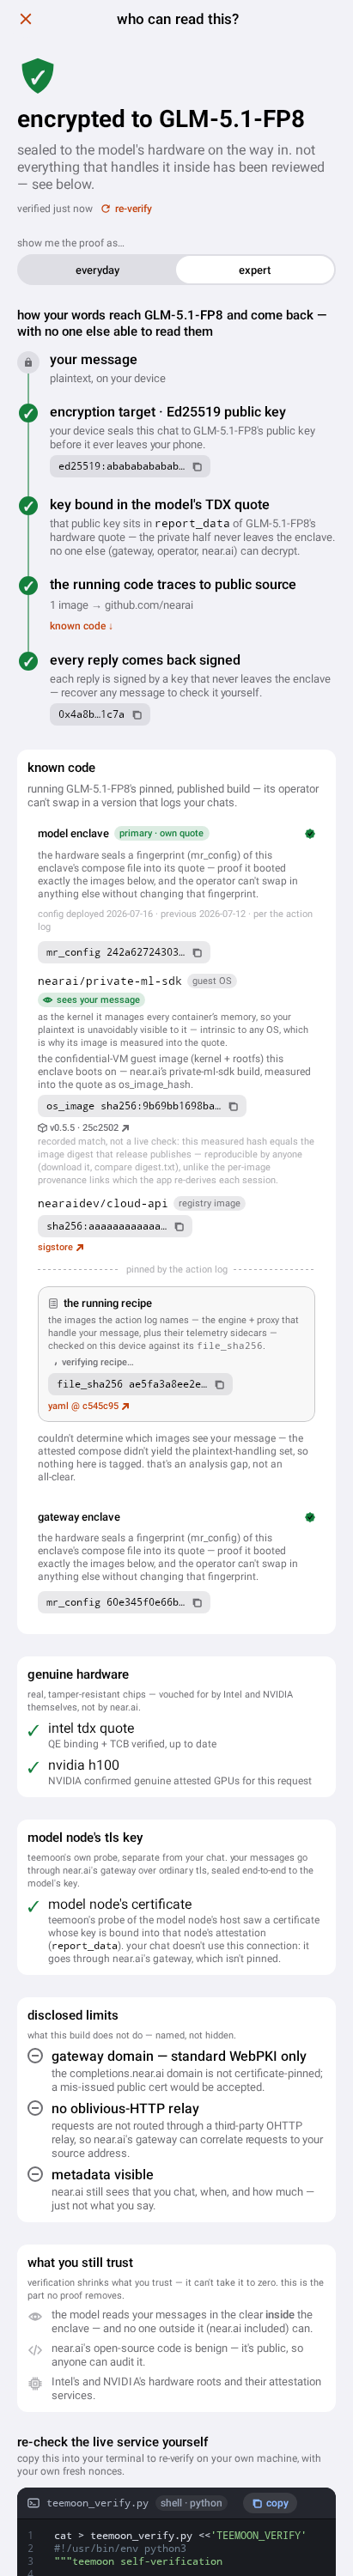 who can read this?
encrypted to GLM-5.1-FP8
sealed to the model's hardware on the way in. not
everything that handles it inside has been reviewed
— see below.
verified just now re-verify
show me the proof as…
everyday expert
how your words reach GLM-5.1-FP8 and come back —
with no one else able to read them
your message
plaintext, on your device
encryption target · Ed25519 public key
your device seals this chat to GLM-5.1-FP8's public key
before it ever leaves your phone.
ed25519:abababababab…
key bound in the model's TDX quote
that public key sits in report_data of GLM-5.1-FP8's
hardware quote — the private half never leaves the enclave.
no one else (gateway, operator, near.ai) can decrypt.
the running code traces to public source
1 image → github.com/nearai
known code ↓
every reply comes back signed
each reply is signed by a key that never leaves the enclave
— recover any message to check it yourself.
0x4a8b…1c7a
known code
running GLM-5.1-FP8's pinned, published build — its operator
can't swap in a version that logs your chats.
model enclave primary · own quote
the hardware seals a fingerprint (mr_config) of this
enclave's compose file into its quote — proof it booted
exactly the images below, and the operator can't swap in
anything else without changing that fingerprint.
config deployed 2026-07-16 · previous 2026-07-12 · per the action
log
mr_config 242a62724303…
nearai/private-ml-sdk guest OS
sees your message
as the kernel it manages every container's memory, so your
plaintext is unavoidably visible to it — intrinsic to any OS, which
is why its image is measured into the quote.
the confidential-VM guest image (kernel + rootfs) this
enclave boots on — near.ai's private-ml-sdk build, measured
into the quote as os_image_hash.
os_image sha256:9b69bb1698ba…
v0.5.5 · 25c2502 ↗
recorded match, not a live check: this measured hash equals the
image digest that release publishes — reproducible by anyone
(download it, compare digest.txt), unlike the per-image
provenance links which the app re-derives each session.
nearaidev/cloud-api registry image
sha256:aaaaaaaaaaaa…
sigstore ↗
pinned by the action log
the running recipe
the images the action log names — the engine + proxy that
handle your message, plus their telemetry sidecars —
checked on this device against its file_sha256.
verifying recipe…
file_sha256 ae5fa3a8ee2e…
yaml @ c545c95 ↗
couldn't determine which images see your message — the
attested compose didn't yield the plaintext-handling set, so
nothing here is tagged. that's an analysis gap, not an
all-clear.
gateway enclave
the hardware seals a fingerprint (mr_config) of this
enclave's compose file into its quote — proof it booted
exactly the images below, and the operator can't swap in
anything else without changing that fingerprint.
mr_config 60e345f0e66b…
genuine hardware
real, tamper-resistant chips — vouched for by Intel and NVIDIA
themselves, not by near.ai.
intel tdx quote
QE binding + TCB verified, up to date
nvidia h100
NVIDIA confirmed genuine attested GPUs for this request
model node's tls key
teemoon's own probe, separate from your chat. your messages go
through near.ai's gateway over ordinary tls, sealed end-to-end to the
model's key.
model node's certificate
teemoon's probe of the model node's host saw a certificate
whose key is bound into that node's attestation
(report_data). your chat doesn't use this connection: it
goes through near.ai's gateway, which isn't pinned.
disclosed limits
what this build does not do — named, not hidden.
gateway domain — standard WebPKI only
the completions.near.ai domain is not certificate-pinned;
a mis-issued public cert would be accepted.
no oblivious-HTTP relay
requests are not routed through a third-party OHTTP
relay, so near.ai's gateway can correlate requests to your
source address.
metadata visible
near.ai still sees that you chat, when, and how much —
just not what you say.
what you still trust
verification shrinks what you trust — it can't take it to zero. this is the
part no proof removes.
the model reads your messages in the clear inside the
enclave — and no one outside it (near.ai included) can.
near.ai's open-source code is benign — it's public, so
anyone can audit it.
Intel's and NVIDIA's hardware roots and their attestation
services.
re-check the live service yourself
copy this into your terminal to re-verify on your own machine, with
your own fresh nonces.
teemoon_verify.py shell · python copy
1 cat > teemoon_verify.py <<'TEEMOON_VERIFY'
2 #!/usr/bin/env python3
3 """teemoon self-verification
4